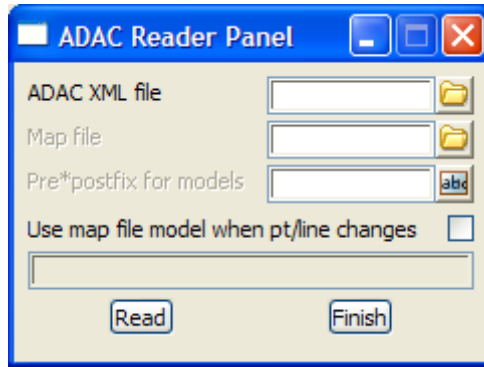 ADAC Reader Panel
ADAC XML file
Map file
Pre*postfix for models abc
Use map file model when pt/line changes
Read Finish